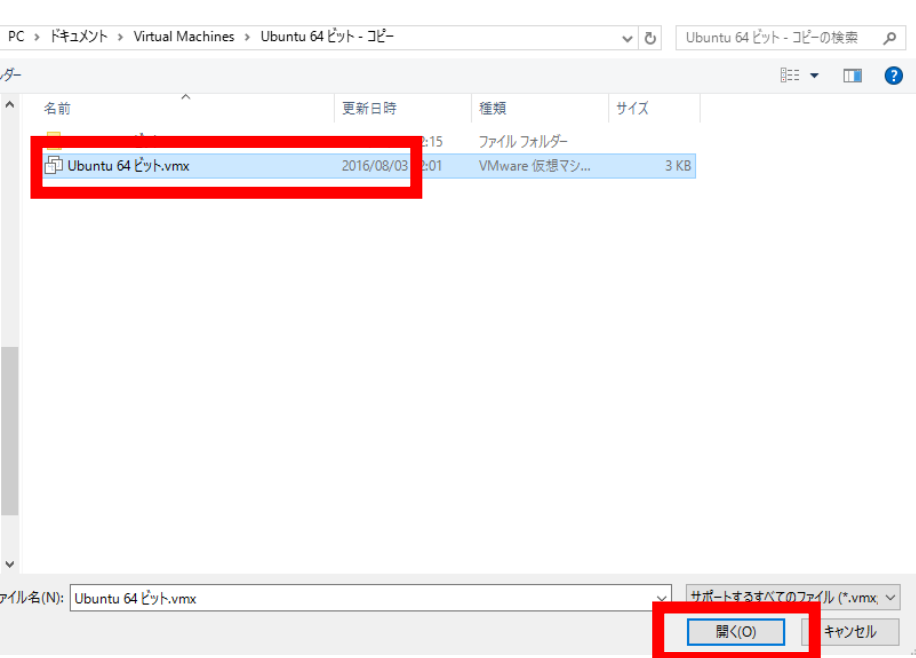 PC › ドキュメント › Virtual Machines › Ubuntu 64 ビット - コピー
Ubuntu 64 ビット - コピーの検索
ダー
名前 更新日時 種類 サイズ
2:15 ファイル フォルダー
Ubuntu 64 ビット.vmx 2016/08/03 2:01 VMware 仮想マシ... 3 KB
ァイル名(N): Ubuntu 64 ビット.vmx サポートするすべてのファイル (*.vmx,
開く(O) キャンセル